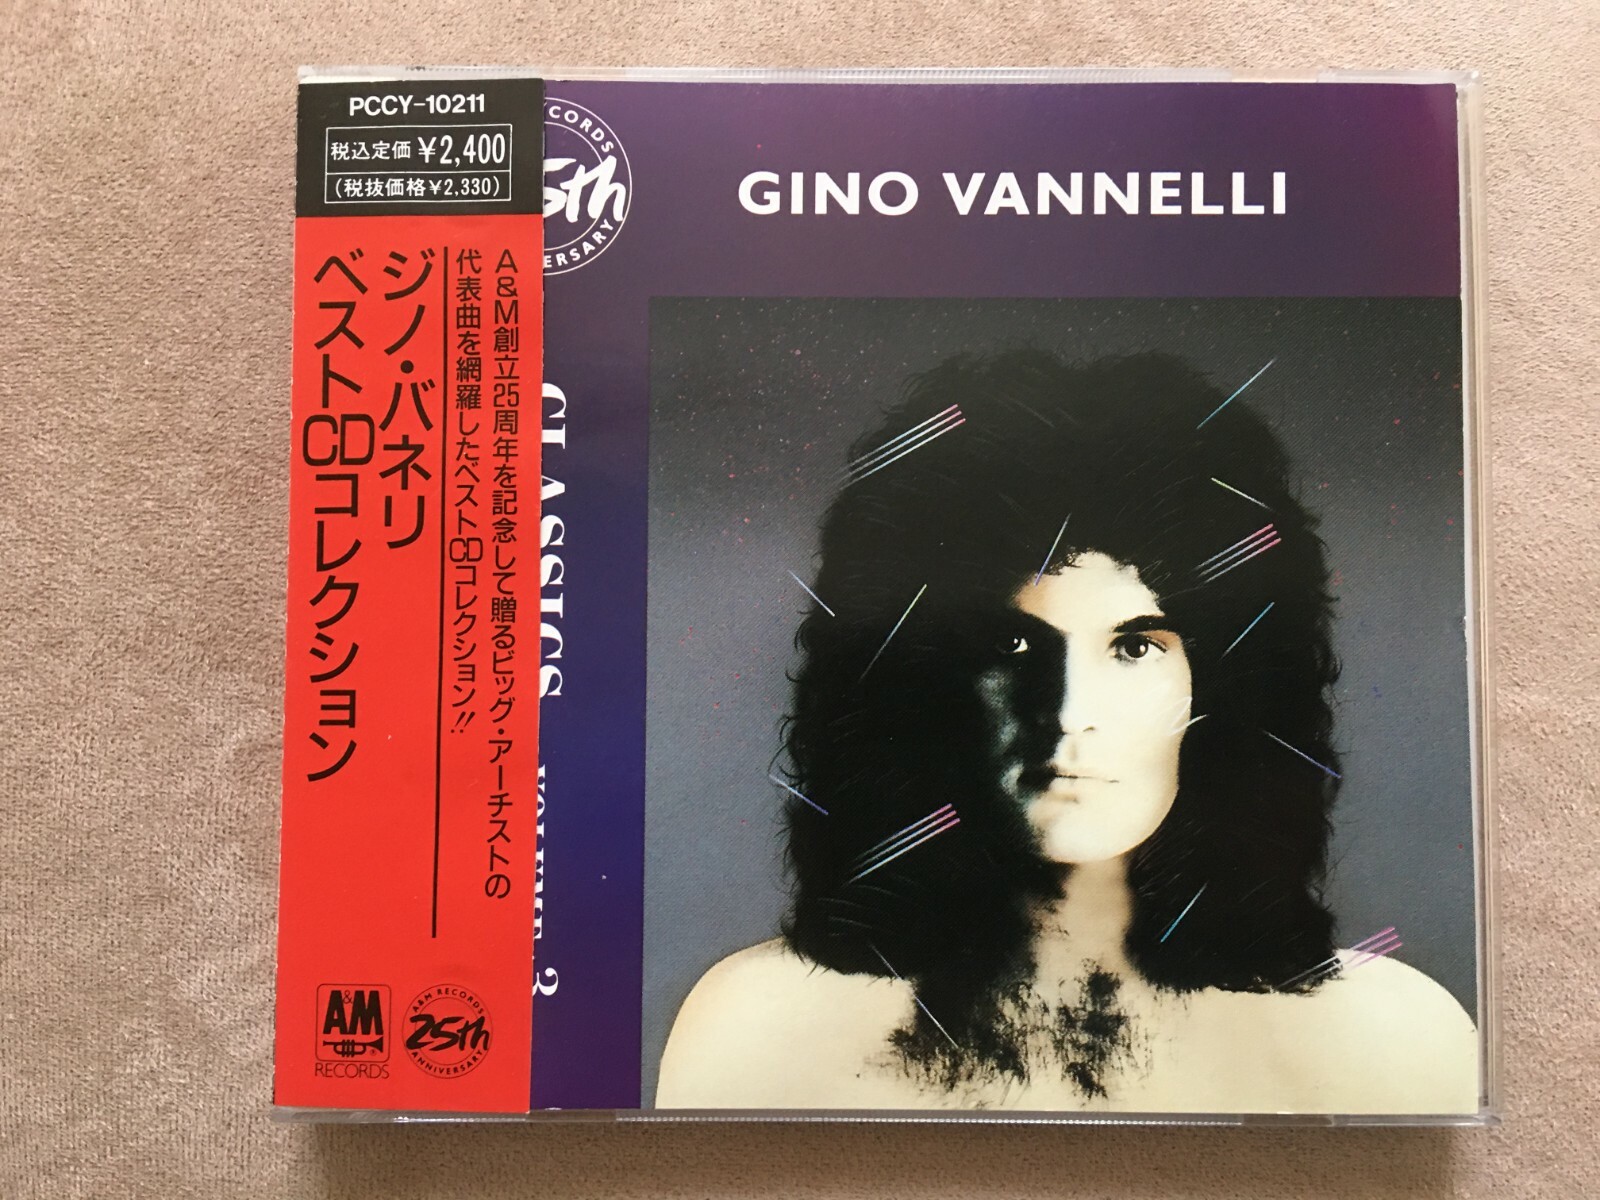 PCCY-10211
税込定価 ¥2,400
(税抜価格¥2,330)
A&M創立25周年を記念して贈るビッグ・アーチストの
代表曲を網羅したベストCDコレクション!!
ジノ・バネリ
ベストCDコレクション
A&M
RECORDS
A&M RECORDS
25th
ANNIVERSARY
GINO VANNELLI
CLASSICS